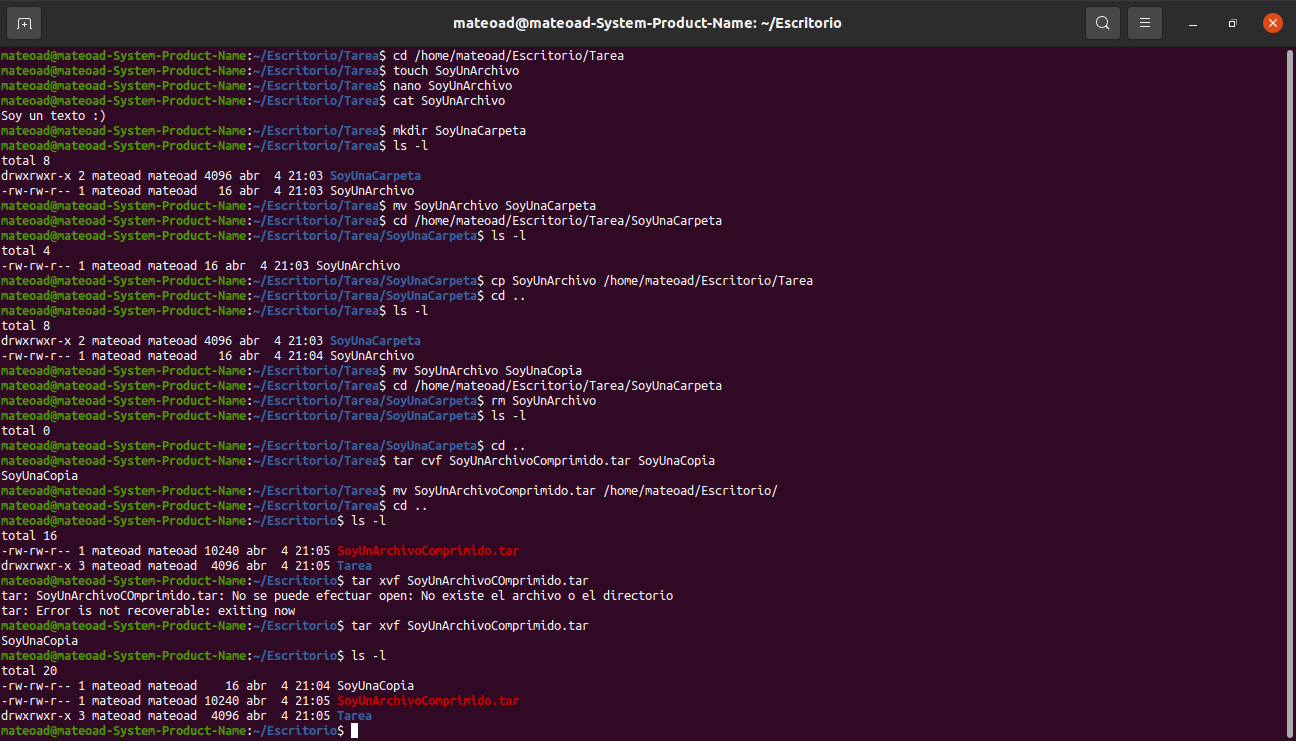 mateoad@mateoad-System-Product-Name: ~/Escritorio
mateoad@mateoad-System-Product-Name:~/Escritorio/Tarea$ cd /home/mateoad/Escritorio/Tarea
mateoad@mateoad-System-Product-Name:~/Escritorio/Tarea$ touch SoyUnArchivo
mateoad@mateoad-System-Product-Name:~/Escritorio/Tarea$ nano SoyUnArchivo
mateoad@mateoad-System-Product-Name:~/Escritorio/Tarea$ cat SoyUnArchivo
Soy un texto :)
mateoad@mateoad-System-Product-Name:~/Escritorio/Tarea$ mkdir SoyUnaCarpeta
mateoad@mateoad-System-Product-Name:~/Escritorio/Tarea$ ls -l
total 8
drwxrwxr-x 2 mateoad mateoad 4096 abr  4 21:03 SoyUnaCarpeta
-rw-rw-r-- 1 mateoad mateoad   16 abr  4 21:03 SoyUnArchivo
mateoad@mateoad-System-Product-Name:~/Escritorio/Tarea$ mv SoyUnArchivo SoyUnaCarpeta
mateoad@mateoad-System-Product-Name:~/Escritorio/Tarea$ cd /home/mateoad/Escritorio/Tarea/SoyUnaCarpeta
mateoad@mateoad-System-Product-Name:~/Escritorio/Tarea/SoyUnaCarpeta$ ls -l
total 4
-rw-rw-r-- 1 mateoad mateoad 16 abr  4 21:03 SoyUnArchivo
mateoad@mateoad-System-Product-Name:~/Escritorio/Tarea/SoyUnaCarpeta$ cp SoyUnArchivo /home/mateoad/Escritorio/Tarea
mateoad@mateoad-System-Product-Name:~/Escritorio/Tarea/SoyUnaCarpeta$ cd ..
mateoad@mateoad-System-Product-Name:~/Escritorio/Tarea$ ls -l
total 8
drwxrwxr-x 2 mateoad mateoad 4096 abr  4 21:03 SoyUnaCarpeta
-rw-rw-r-- 1 mateoad mateoad   16 abr  4 21:04 SoyUnArchivo
mateoad@mateoad-System-Product-Name:~/Escritorio/Tarea$ mv SoyUnArchivo SoyUnaCopia
mateoad@mateoad-System-Product-Name:~/Escritorio/Tarea$ cd /home/mateoad/Escritorio/Tarea/SoyUnaCarpeta
mateoad@mateoad-System-Product-Name:~/Escritorio/Tarea/SoyUnaCarpeta$ rm SoyUnArchivo
mateoad@mateoad-System-Product-Name:~/Escritorio/Tarea/SoyUnaCarpeta$ ls -l
total 0
mateoad@mateoad-System-Product-Name:~/Escritorio/Tarea/SoyUnaCarpeta$ cd ..
mateoad@mateoad-System-Product-Name:~/Escritorio/Tarea$ tar cvf SoyUnArchivoComprimido.tar SoyUnaCopia
SoyUnaCopia
mateoad@mateoad-System-Product-Name:~/Escritorio/Tarea$ mv SoyUnArchivoComprimido.tar /home/mateoad/Escritorio/
mateoad@mateoad-System-Product-Name:~/Escritorio/Tarea$ cd ..
mateoad@mateoad-System-Product-Name:~/Escritorio$ ls -l
total 16
-rw-rw-r-- 1 mateoad mateoad 10240 abr  4 21:05 SoyUnArchivoComprimido.tar
drwxrwxr-x 3 mateoad mateoad  4096 abr  4 21:05 Tarea
mateoad@mateoad-System-Product-Name:~/Escritorio$ tar xvf SoyUnArchivoCOmprimido.tar
tar: SoyUnArchivoCOmprimido.tar: No se puede efectuar open: No existe el archivo o el directorio
tar: Error is not recoverable: exiting now
mateoad@mateoad-System-Product-Name:~/Escritorio$ tar xvf SoyUnArchivoComprimido.tar
SoyUnaCopia
mateoad@mateoad-System-Product-Name:~/Escritorio$ ls -l
total 20
-rw-rw-r-- 1 mateoad mateoad    16 abr  4 21:04 SoyUnaCopia
-rw-rw-r-- 1 mateoad mateoad 10240 abr  4 21:05 SoyUnArchivoComprimido.tar
drwxrwxr-x 3 mateoad mateoad  4096 abr  4 21:05 Tarea
mateoad@mateoad-System-Product-Name:~/Escritorio$